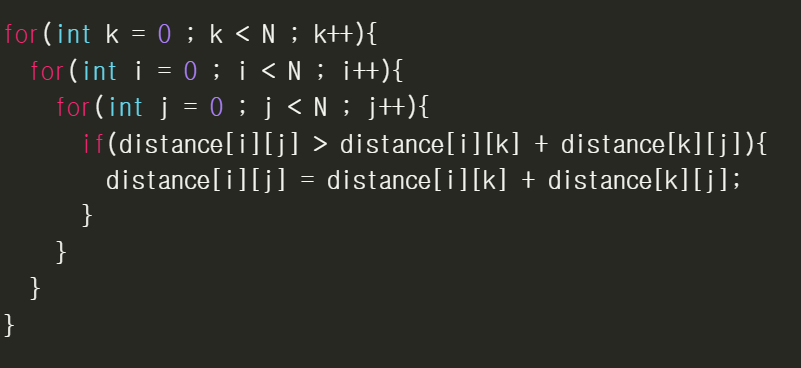 for(int k = 0 ; k < N ; k++){
  for(int i = 0 ; i < N ; i++){
    for(int j = 0 ; j < N ; j++){
      if(distance[i][j] > distance[i][k] + distance[k][j]){
        distance[i][j] = distance[i][k] + distance[k][j];
      }
    }
  }
}